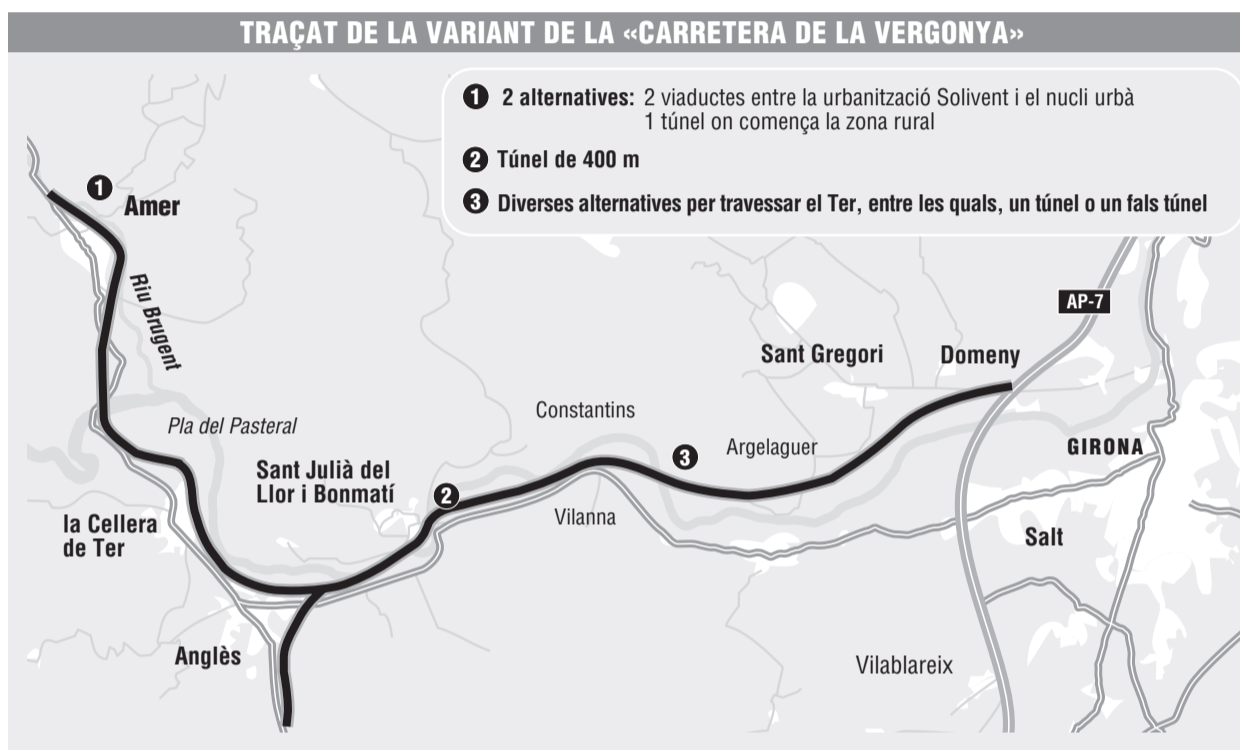 TRAÇAT DE LA VARIANT DE LA «CARRETERA DE LA VERGONYA»
1 2 alternatives: 2 viaductes entre la urbanització Solivent i el nucli urbà
1 túnel on comença la zona rural
2 Túnel de 400 m
3 Diverses alternatives per travessar el Ter, entre les quals, un túnel o un fals túnel
1
Amer
Riu Brugent
AP-7
Sant Gregori
Domeny
Constantins
Pla del Pasteral
Argelaguer
GIRONA
3
Sant Julià del
Llor i Bonmatí
2
Vilanna
la Cellera
de Ter
Salt
Anglès
Vilablareix